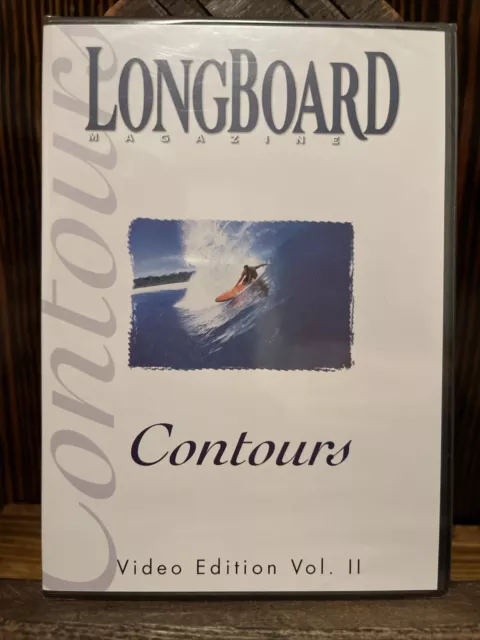 LONGBOARD
MAGAZINE
Contours
Contours
Video Edition Vol. II